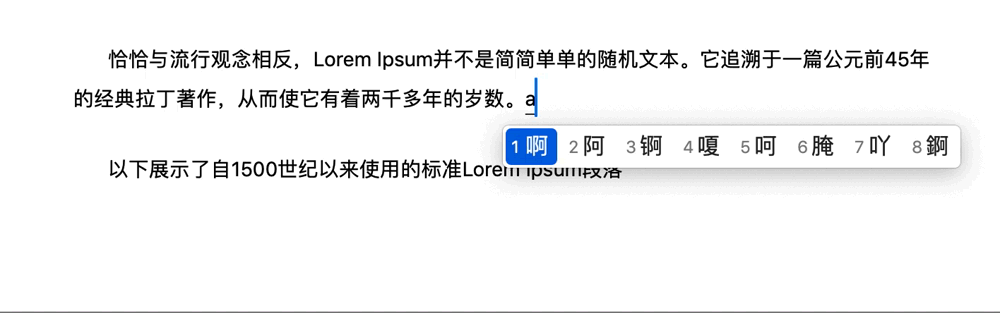 恰恰与流行观念相反，Lorem Ipsum并不是简简单单的随机文本。它追溯于一篇公元前45年
的经典拉丁著作，从而使它有着两千多年的岁数。a
1 啊 2 阿 3 锕 4 嗄 5 呵 6 腌 7 吖 8 錒
以下展示了自1500世纪以来使用的标准Lorem Ipsum段落